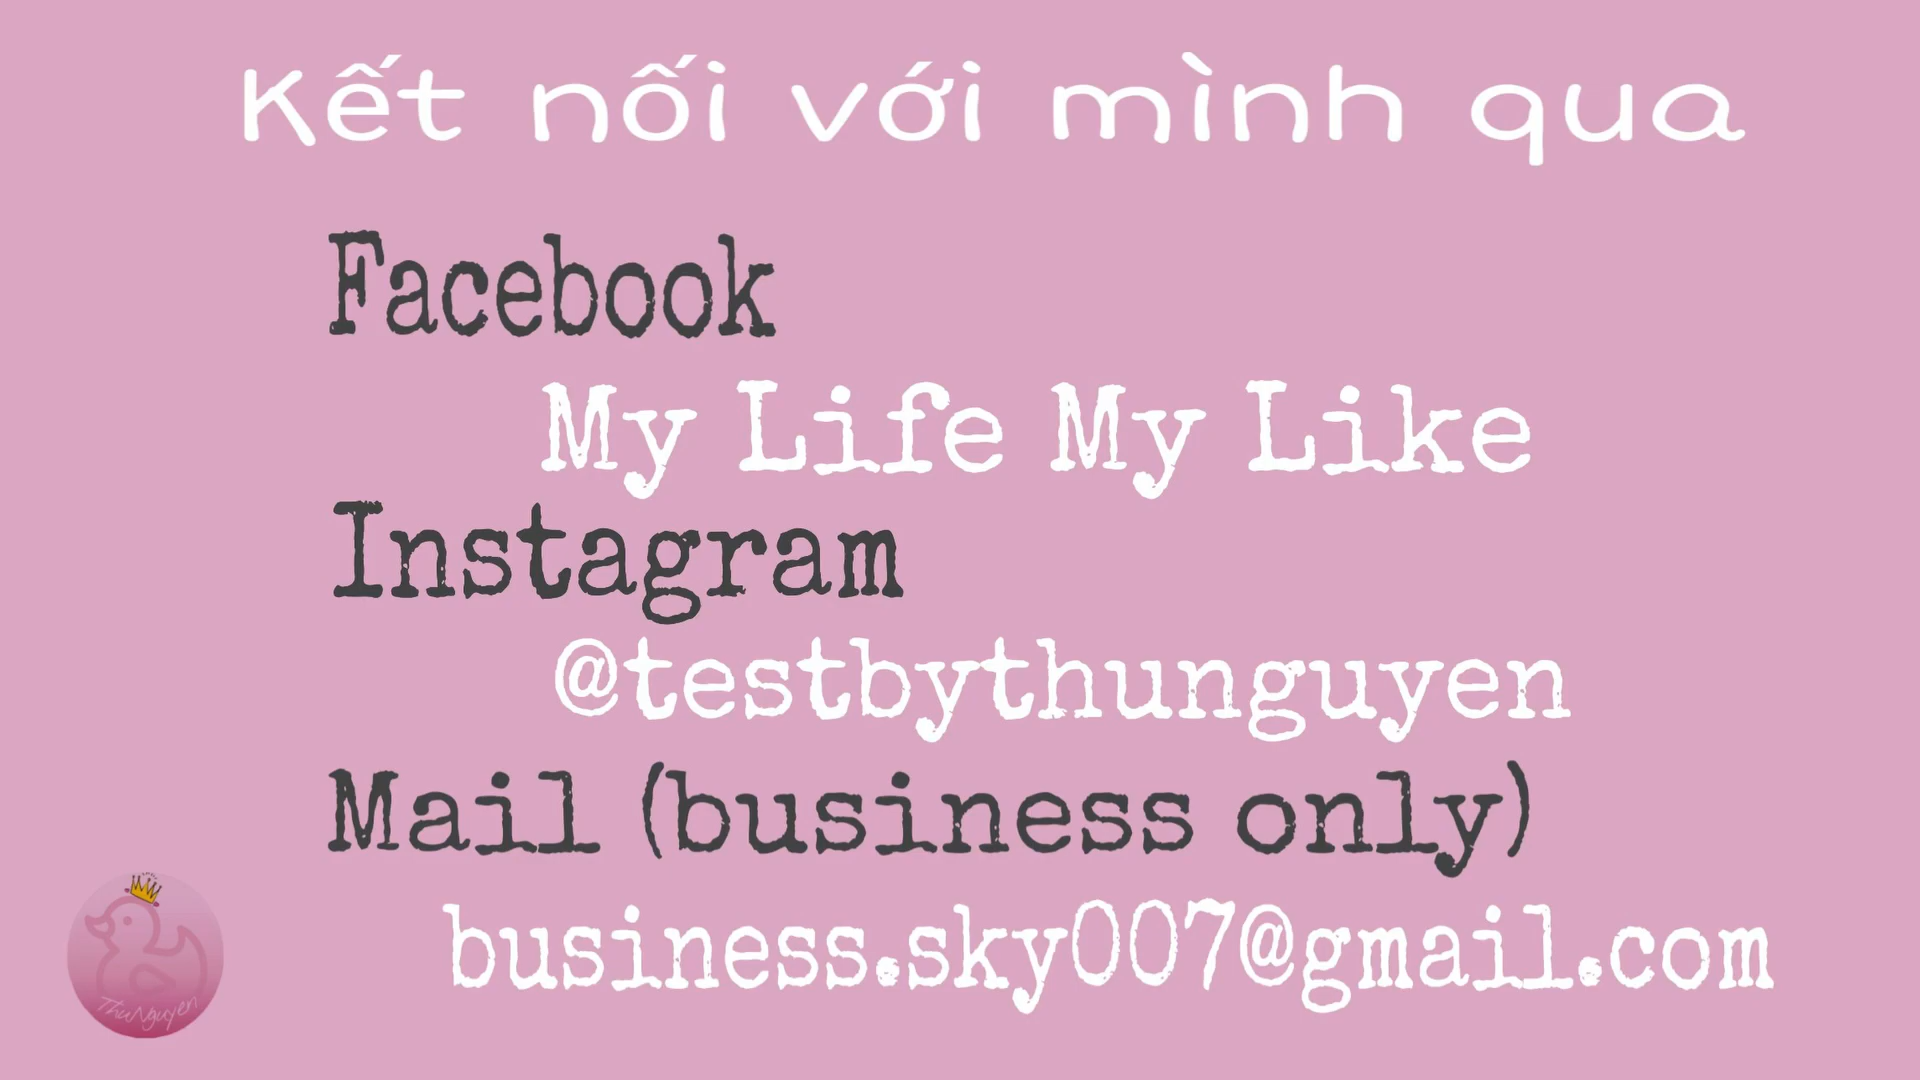 Kết nối với mình qua
Facebook
My Life My Like
Instagram
@testbythunguyen
Mail (business only)
business.sky007@gmail.com
ThuNguyen